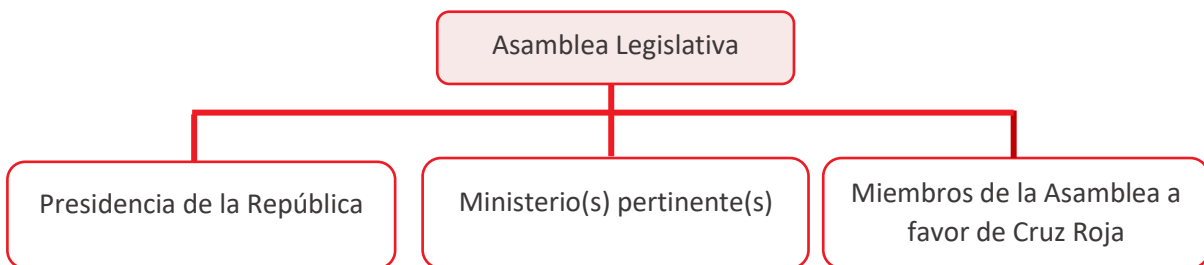 Asamblea Legislativa
Presidencia de la República
Ministerio(s) pertinente(s)
Miembros de la Asamblea a
favor de Cruz Roja